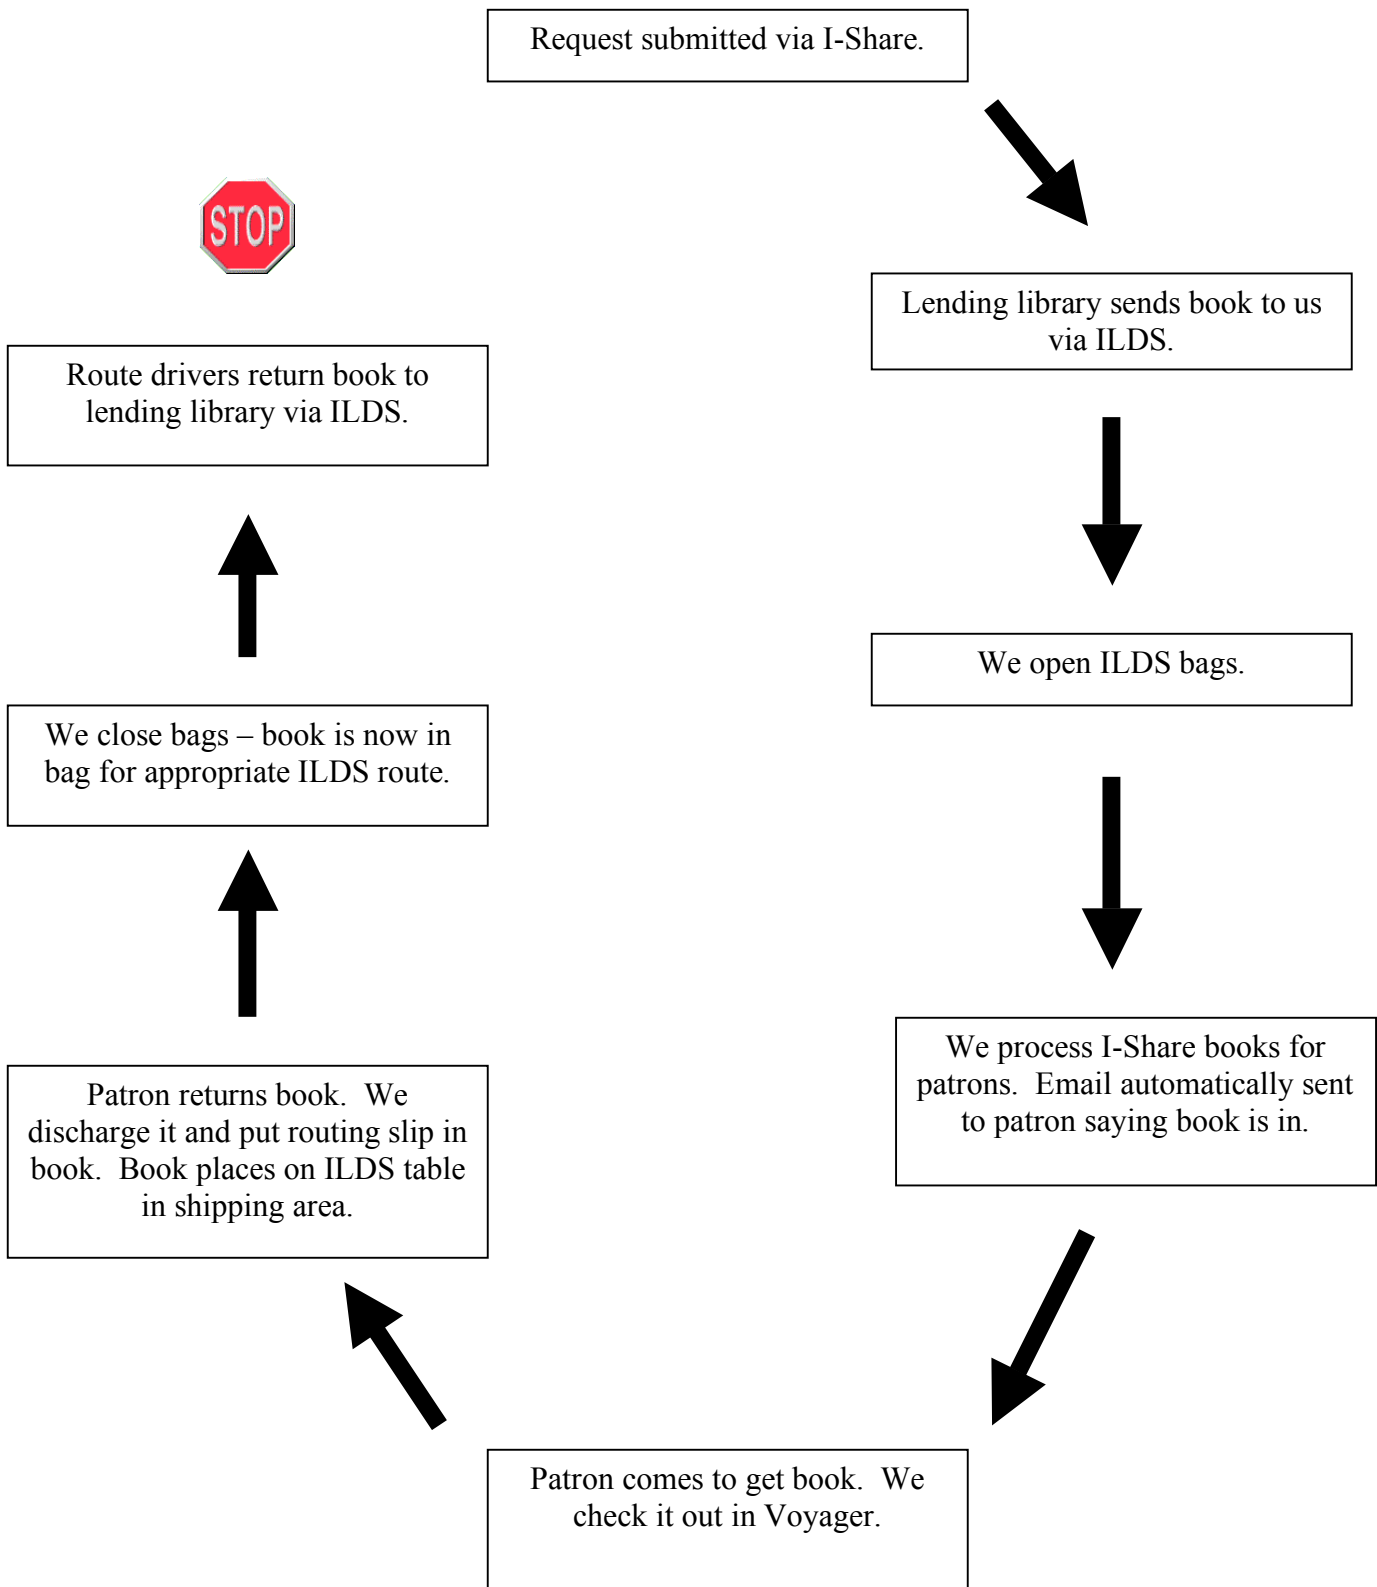 Request submitted via I-Share.
Lending library sends book to us
via ILDS.
We open ILDS bags.
We process I-Share books for
patrons.  Email automatically sent
to patron saying book is in.
Patron comes to get book.  We
check it out in Voyager.
Patron returns book.  We
discharge it and put routing slip in
book.  Book places on ILDS table
in shipping area.
We close bags – book is now in
bag for appropriate ILDS route.
Route drivers return book to
lending library via ILDS.
STOP